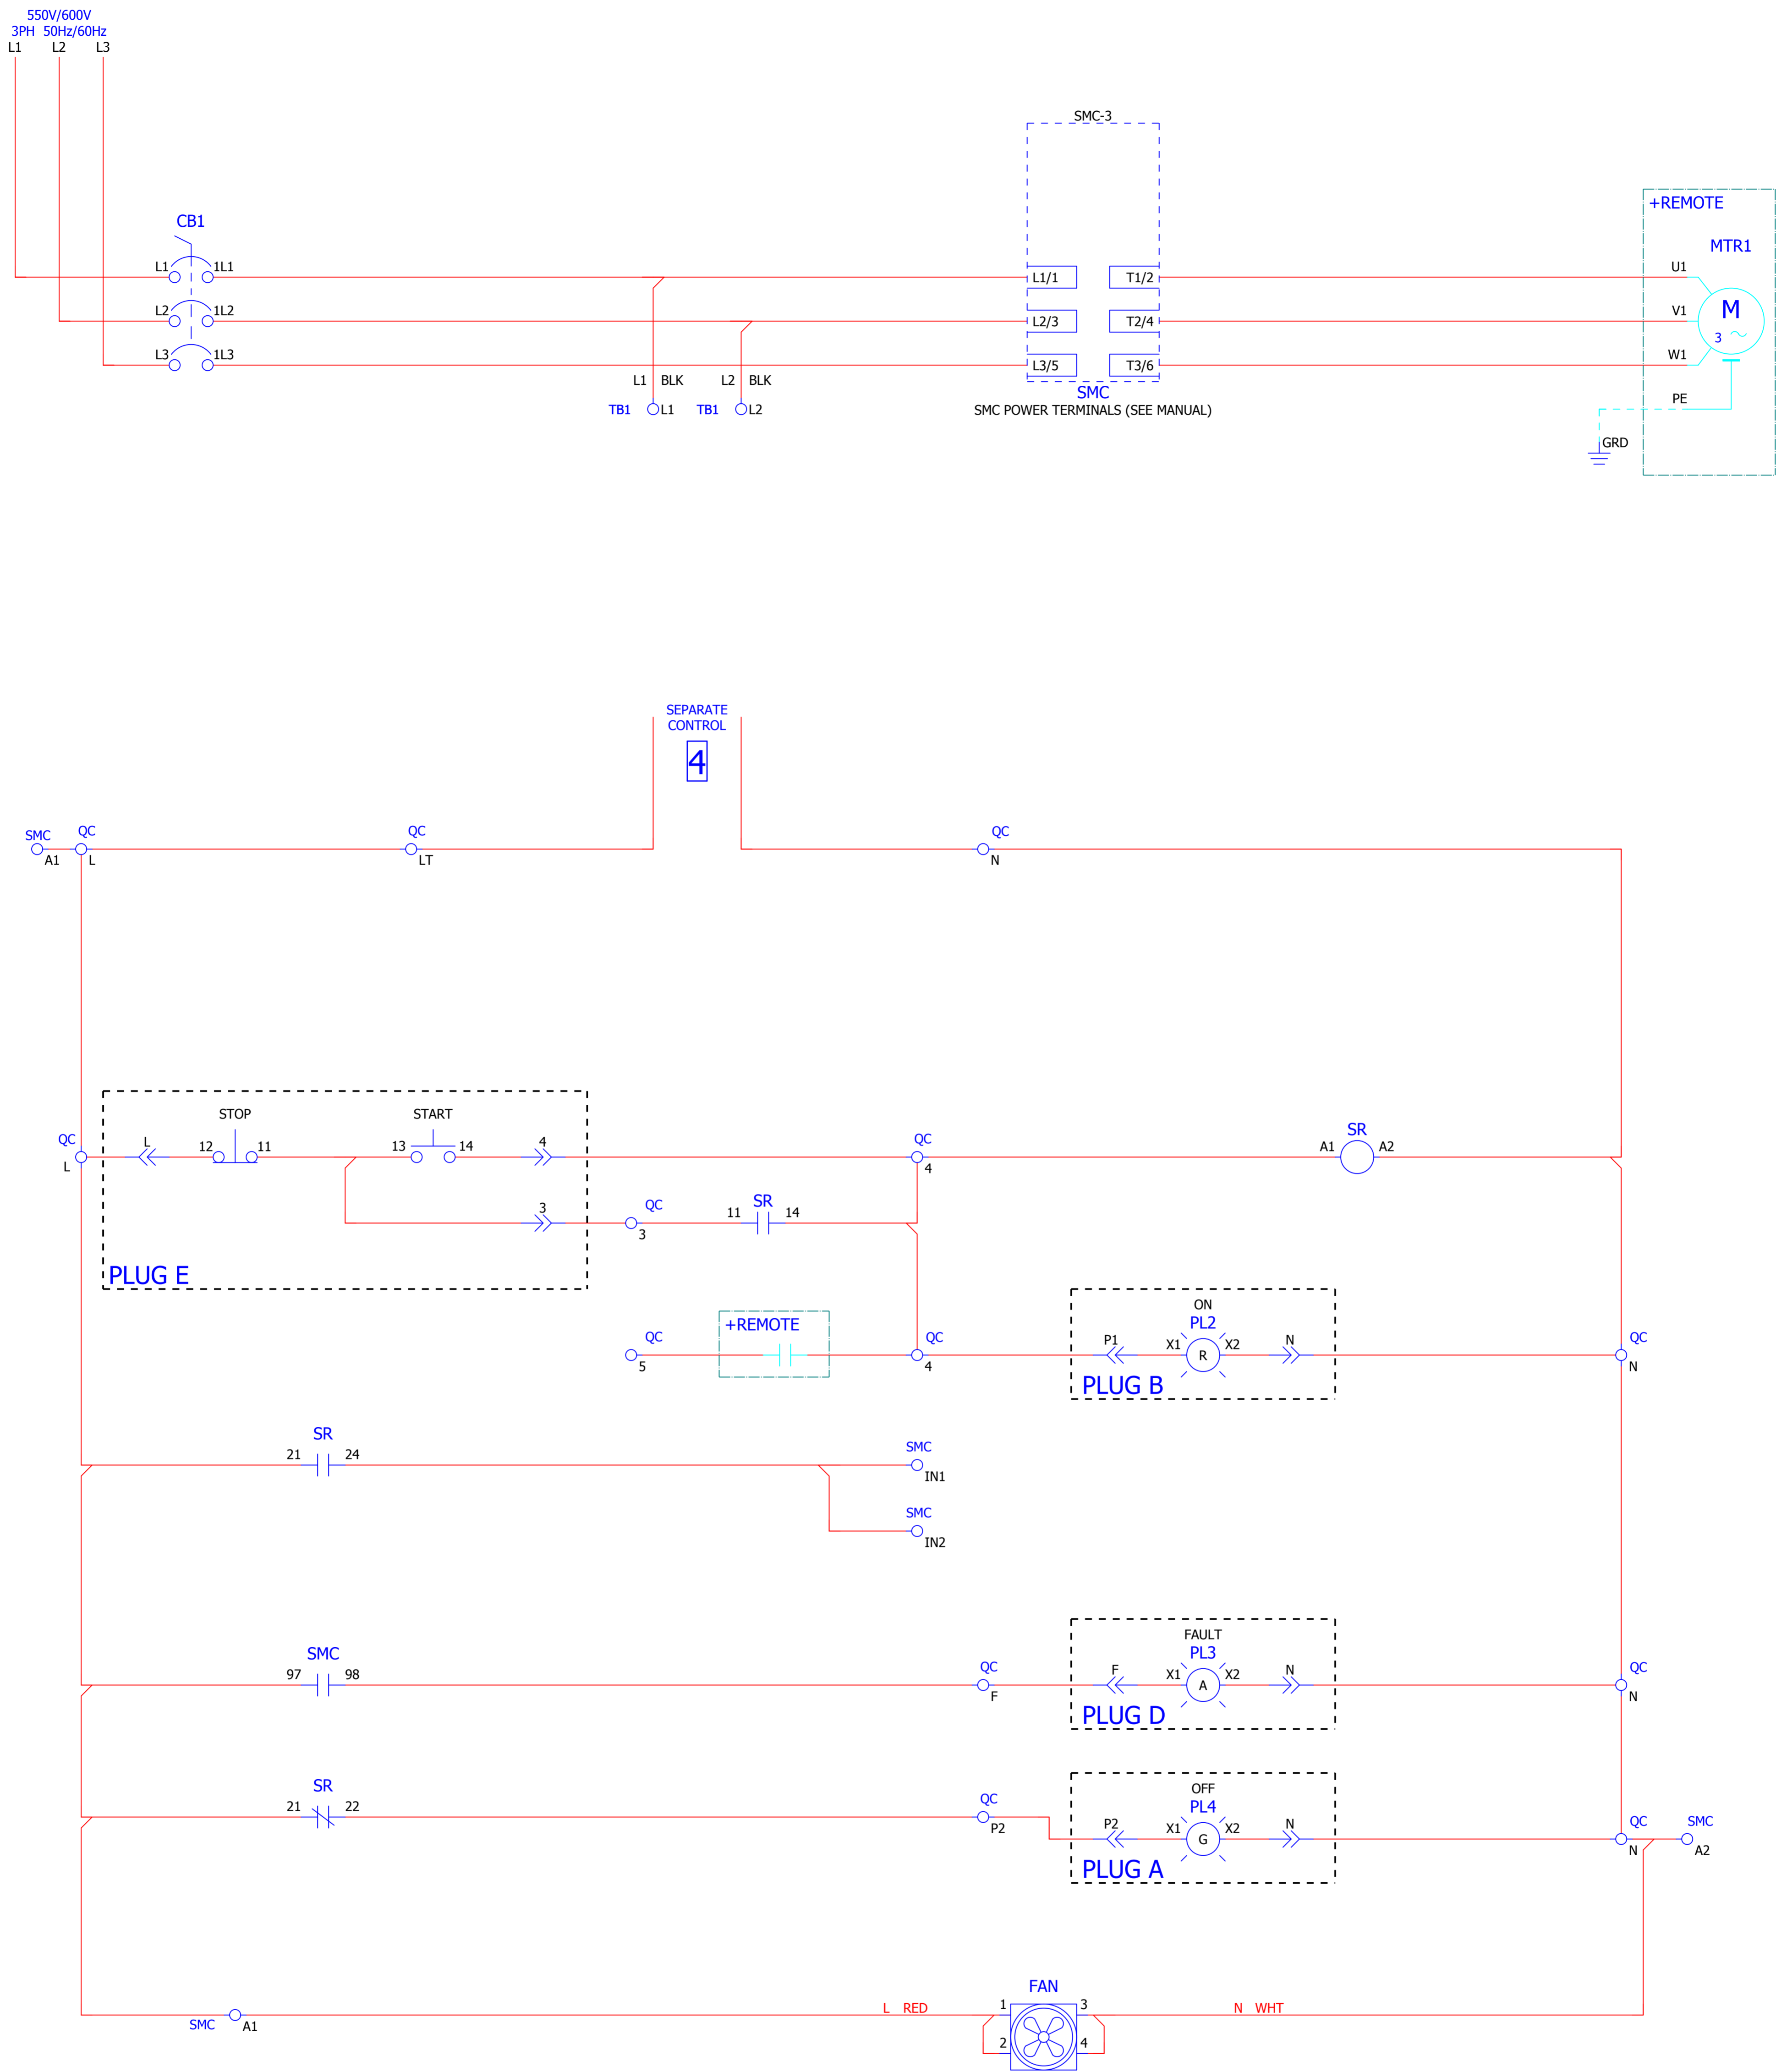 550V/600V
3PH 50Hz/60Hz
L1 L2 L3
SMC-3
+REMOTE
CB1
MTR1
L1 1L1 L1/1 T1/2 U1
L2 1L2 L2/3 T2/4 V1
M
3
L3 1L3 L3/5 T3/6 W1
L1 BLK L2 BLK
SMC
TB1 L1 TB1 L2
SMC POWER TERMINALS (SEE MANUAL)
PE
GRD
SEPARATE
CONTROL
4
SMC QC QC QC
A1 L LT N
STOP START
QC L 12 11 13 14 4 QC SR
L 4 A1 A2
3 QC 11 SR 14
3
PLUG E
+REMOTE
ON
PL2
QC QC P1 X1 R X2 N QC
5 4 N
PLUG B
SR
21 24 SMC
IN1
SMC
IN2
FAULT
SMC PL3
97 98 QC F X1 A X2 N QC
F N
PLUG D
OFF
SR PL4
21 22 QC P2 X1 G X2 N QC SMC
P2 N A2
PLUG A
FAN
L RED 1 3 N WHT
SMC A1
2 4